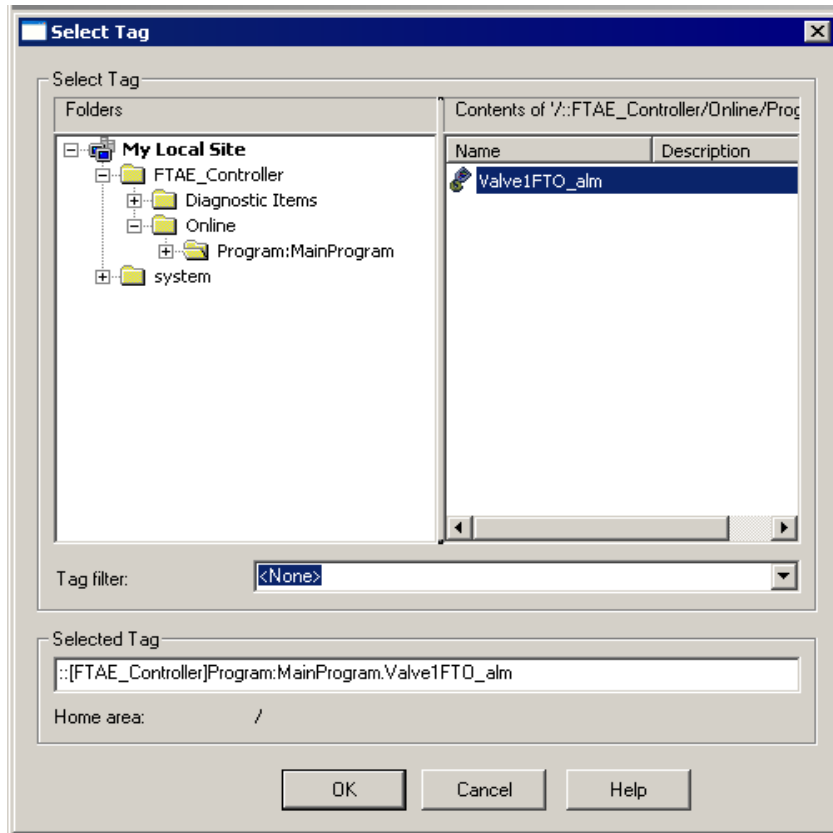 Select Tag
Select Tag
Folders
Contents of '/::FTAE_Controller/Online/Prog
My Local Site
FTAE_Controller
Diagnostic Items
Online
Program:MainProgram
system
Name Description
Valve1FTO_alm
Tag filter: <None>
Selected Tag
::[FTAE_Controller]Program:MainProgram.Valve1FTO_alm
Home area: /
OK Cancel Help